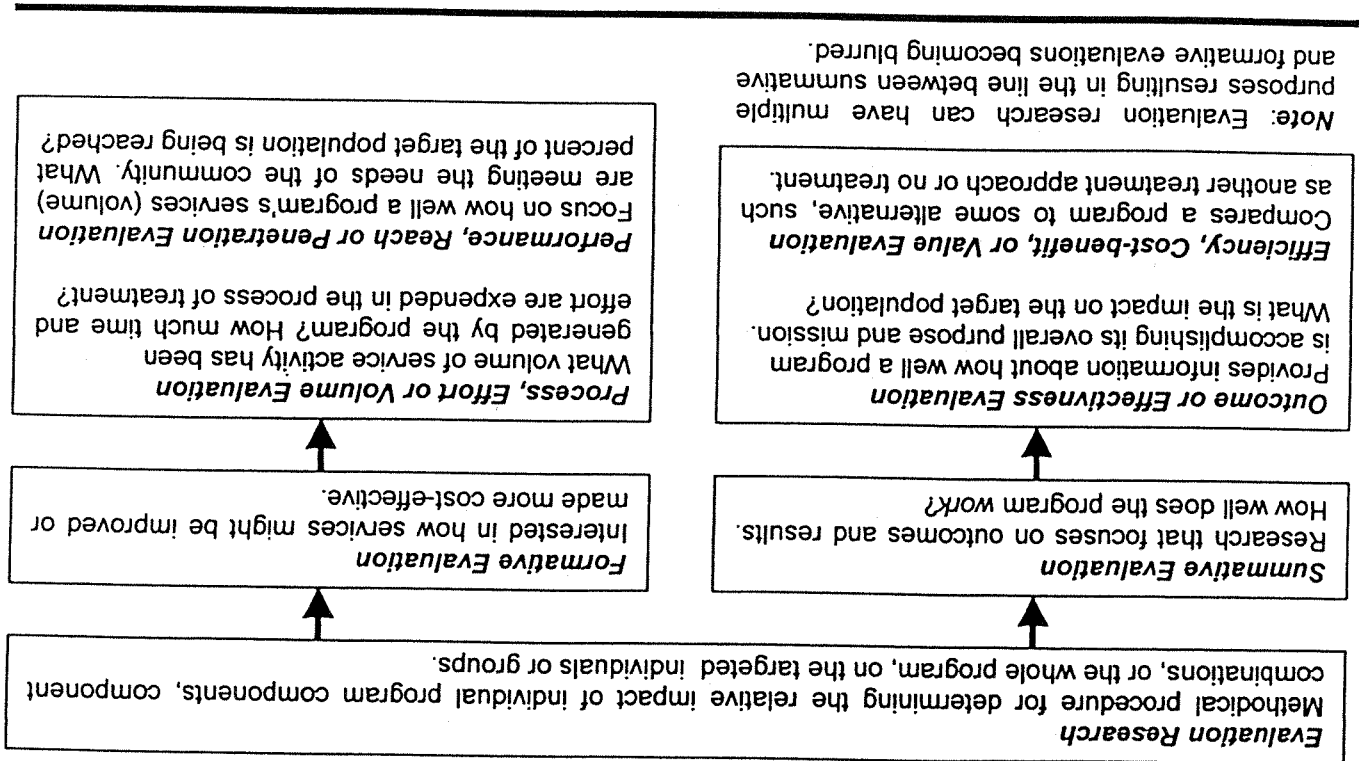 Evaluation Research
Methodical procedure for determining the relative impact of individual program components, component
combinations, or the whole program, on the targeted individuals or groups.
Summative Evaluation
Research that focuses on outcomes and results.
How well does the program work?
Outcome or Effectivness Evaluation
Provides information about how well a program
is accomplishing its overall purpose and mission.
What is the impact on the target population?
Efficiency, Cost-benefit, or Value Evaluation
Compares a program to some alternative, such
as another treatment approach or no treatment.
Note: Evaluation research can have multiple
purposes resulting in the line between summative
and formative evaluations becoming blurred.
Formative Evaluation
Interested in how services might be improved or
made more cost-effective.
Process, Effort or Volume Evaluation
What volume of service activity has been
generated by the program? How much time and
effort are expended in the process of treatment?
Performance, Reach or Penetration Evaluation
Focus on how well a program's services (volume)
are meeting the needs of the community. What
percent of the target population is being reached?